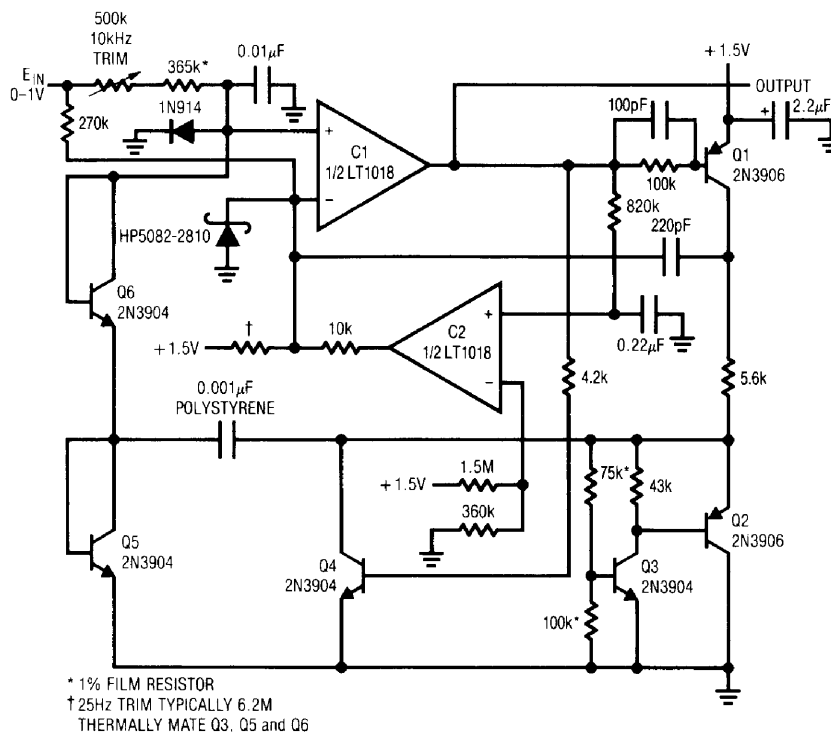 500k
10kHz
TRIM
365k*
0.01µF
EIN
0–1V
270k
1N914
+
C1
1/2 LT1018
−
HP5082-2810
+1.5V
OUTPUT
100pF
+
2.2µF
Q1
2N3906
100k
820k
220pF
Q6
2N3904
+1.5V
†
10k
C2
1/2 LT1018
+
−
0.22µF
4.2k
5.6k
0.001µF
POLYSTYRENE
+1.5V
1.5M
360k
75k*
43k
Q2
2N3906
Q5
2N3904
Q4
2N3904
Q3
2N3904
100k*
* 1% FILM RESISTOR
† 25Hz TRIM TYPICALLY 6.2M
THERMALLY MATE Q3, Q5 and Q6